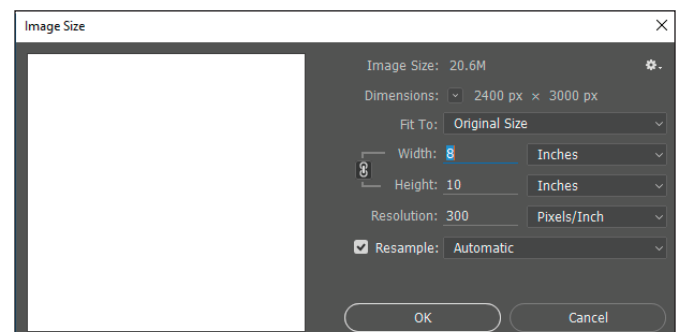 Image Size
Image Size: 20.6M
Dimensions: 2400 px × 3000 px
Fit To: Original Size
Width: 8 Inches
Height: 10 Inches
Resolution: 300 Pixels/Inch
Resample: Automatic
OK Cancel